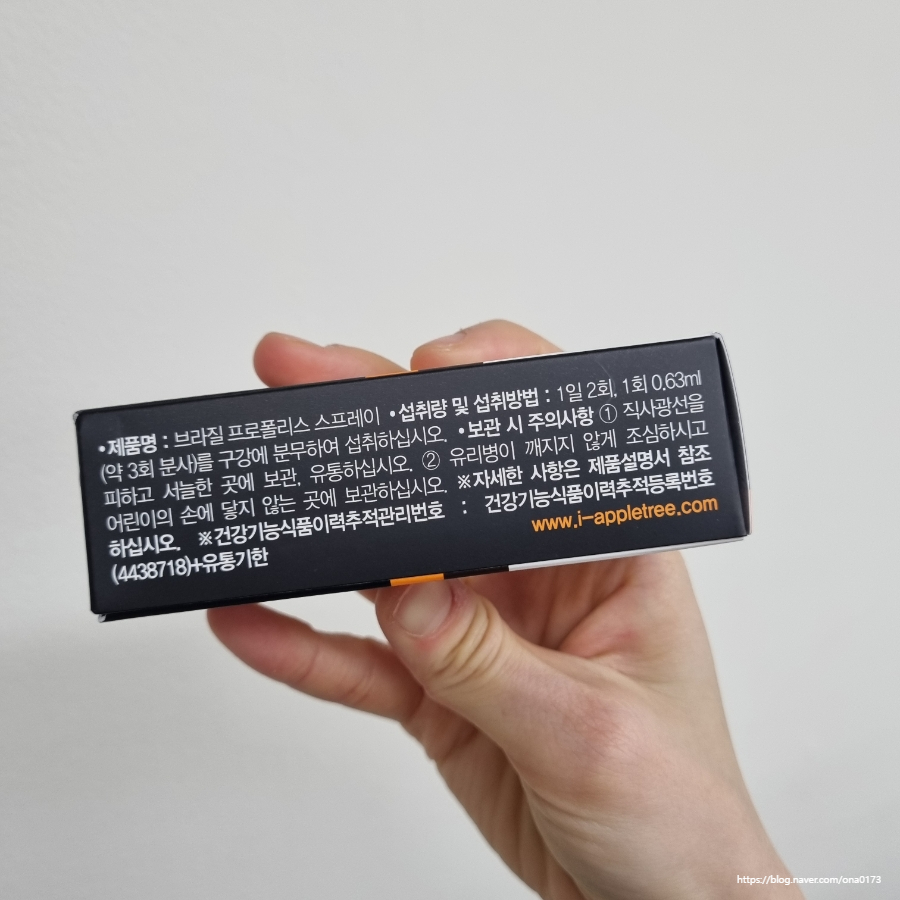 •제품명 : 브라질 프로폴리스 스프레이 •섭취량 및 섭취방법 : 1일 2회, 1회 0.63ml
(약 3회 분사)를 구강에 분무하여 섭취하십시오. •보관 시 주의사항 ① 직사광선을
피하고 서늘한 곳에 보관, 유통하십시오. ② 유리병이 깨지지 않게 조심하시고
어린이의 손에 닿지 않는 곳에 보관하십시오. ※자세한 사항은 제품설명서 참조
하십시오. ※건강기능식품이력추적관리번호 : 건강기능식품이력추적등록번호
(4438718)+유통기한
www.i-appletree.com
https://blog.naver.com/ona0173